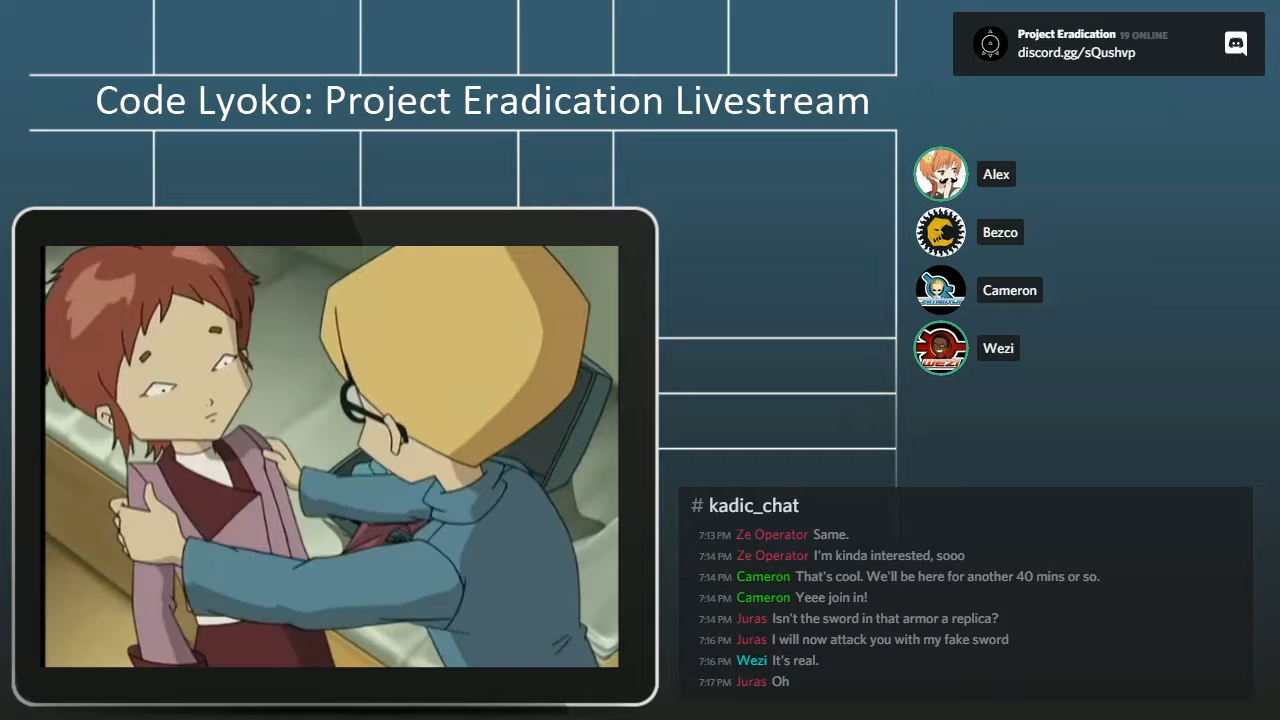 Project Eradication 19 ONLINE
discord.gg/sQushvp
Code Lyoko: Project Eradication Livestream
Alex
Bezco
Cameron
Wezi
WEZI
# kadic_chat
7:13 PM Ze Operator Same.
7:14 PM Ze Operator I'm kinda interested, sooo
7:14 PM Cameron That's cool. We'll be here for another 40 mins or so.
7:14 PM Cameron Yeee join in!
7:14 PM Juras Isn't the sword in that armor a replica?
7:16 PM Juras I will now attack you with my fake sword
7:16 PM Wezi It's real.
7:17 PM Juras Oh